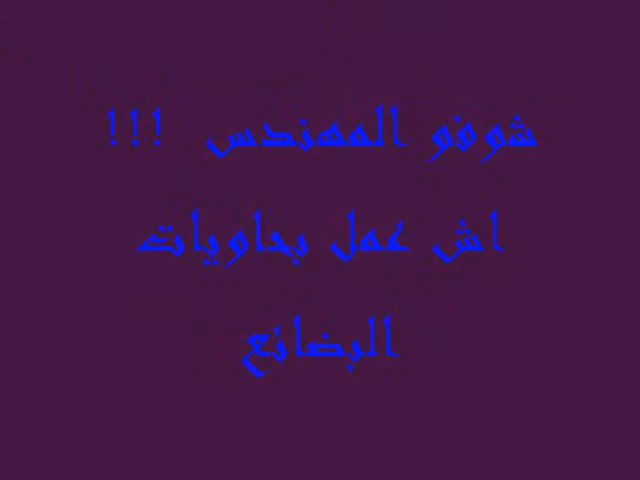 شوفو المهندس !!!
اش عمل بحاويات
البضائع